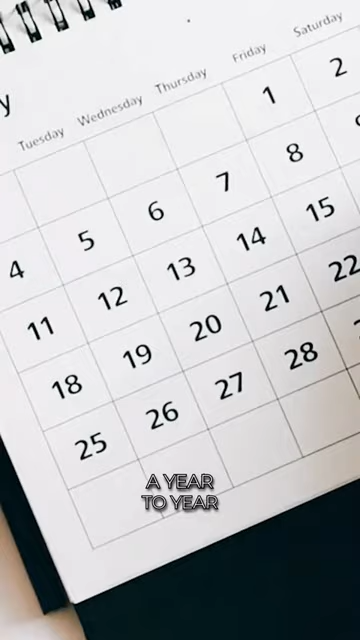 y
Tuesday Wednesday Thursday Friday Saturday
1 2
4 5 6 7 8
11 12 13 14 15
18 19 20 21 22
25 26 27 28
A YEAR
TO YEAR